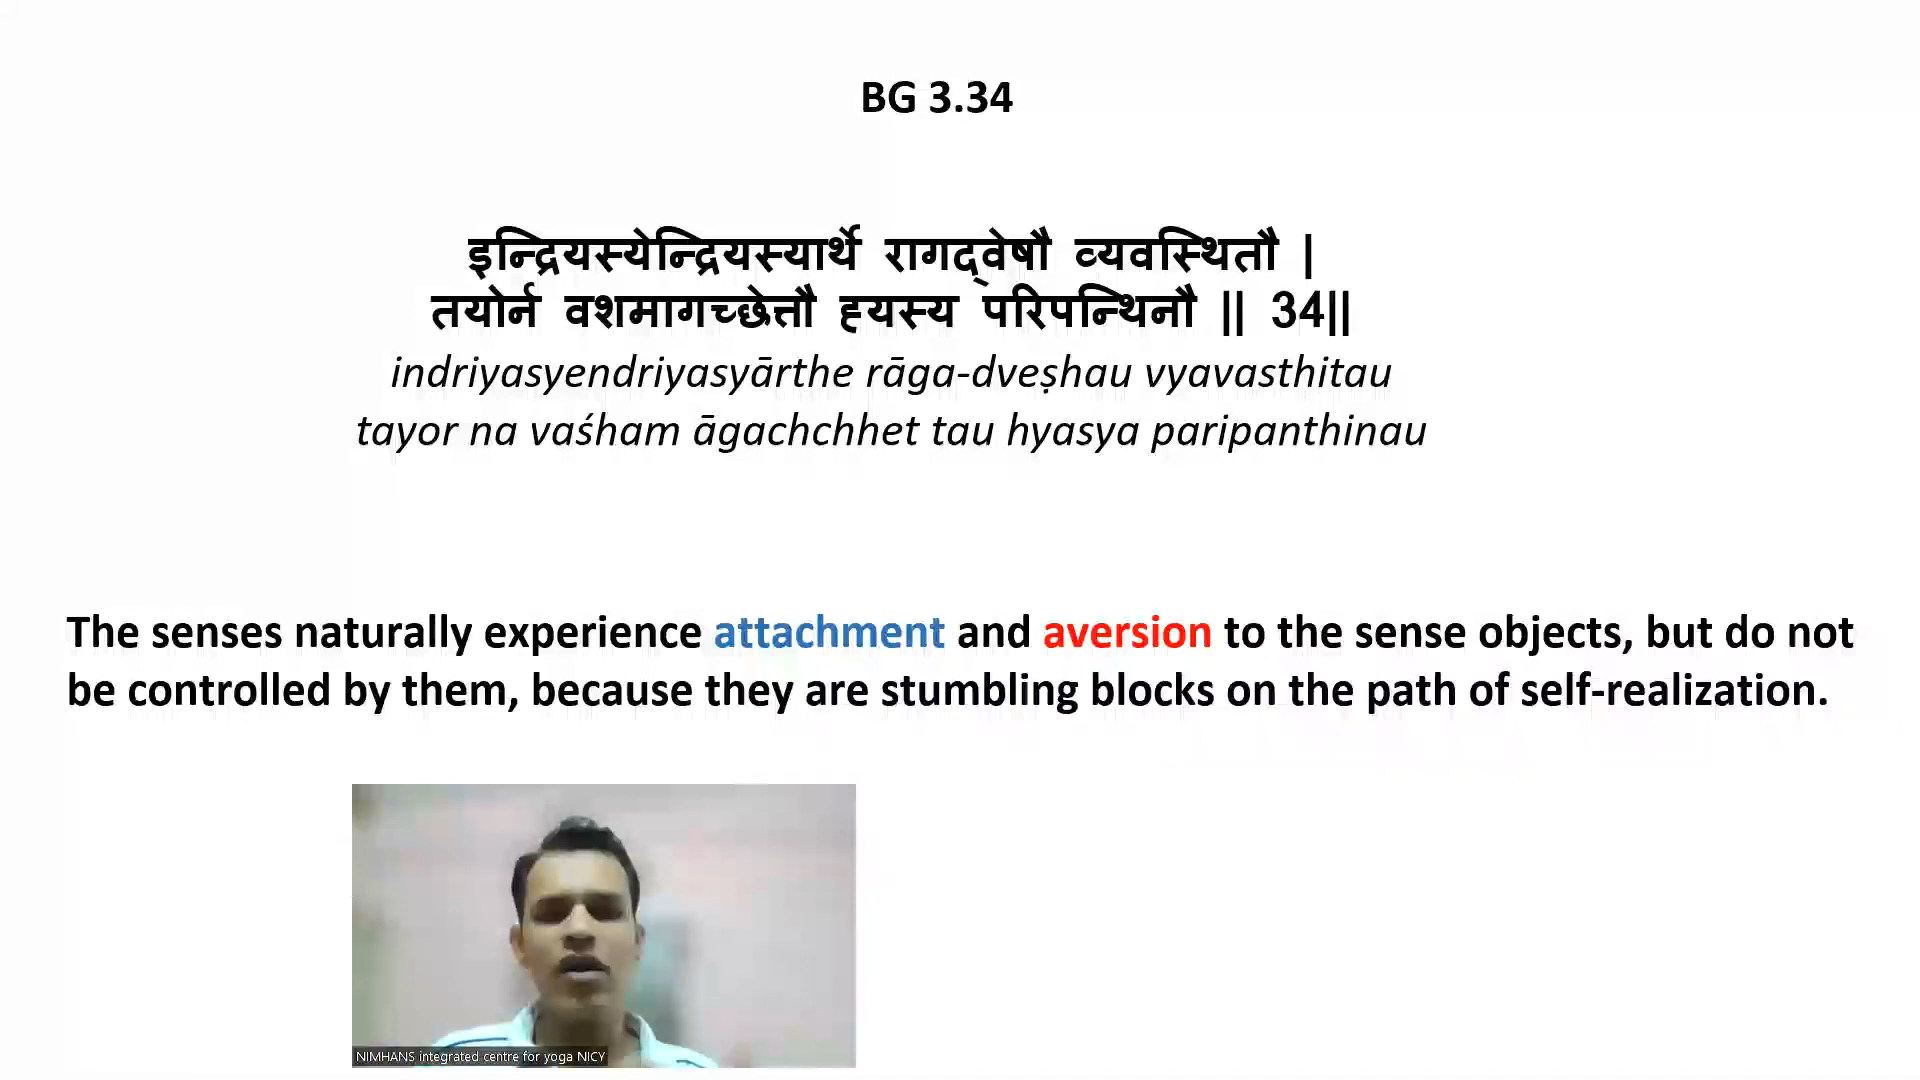 BG 3.34
इन्द्रियस्येन्द्रियस्यार्थे रागद्वेषौ व्यवस्थितौ |
तयोर्न वशमागच्छेत्तौ ह्यस्य परिपन्थिनौ || 34||
indriyasyendriyasyārthe rāga-dveṣhau vyavasthitau
tayor na vaśham āgachchhet tau hyasya paripanthinau
The senses naturally experience attachment and aversion to the sense objects, but do not
be controlled by them, because they are stumbling blocks on the path of self-realization.
NIMHANS integrated centre for yoga NICY